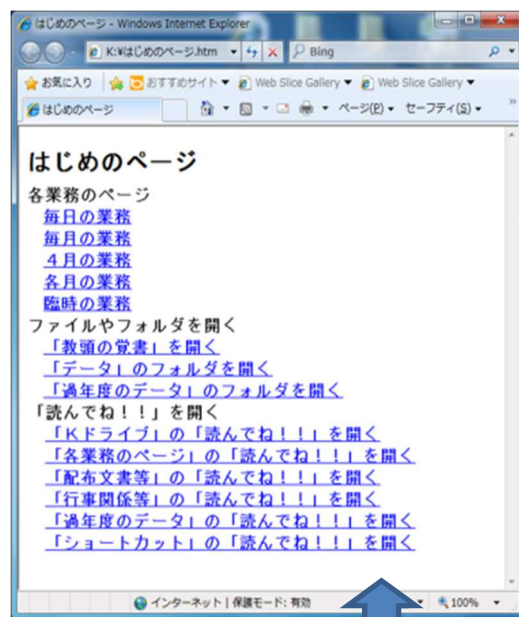 はじめのページ - Windows Internet Explorer
K:¥はじめのページ.htm
Bing
お気に入り
おすすめサイト
Web Slice Gallery
Web Slice Gallery
はじめのページ
ページ(P)
セーフティ(S)
はじめのページ
各業務のページ
毎日の業務
毎月の業務
４月の業務
各月の業務
臨時の業務
ファイルやフォルダを開く
「教頭の覚書」を開く
「データ」のフォルダを開く
「過年度のデータ」のフォルダを開く
「読んでね！！」を開く
「Ｋドライブ」の「読んでね！！」を開く
「各業務のページ」の「読んでね！！」を開く
「配布文書等」の「読んでね！！」を開く
「行事関係等」の「読んでね！！」を開く
「過年度のデータ」の「読んでね！！」を開く
「ショートカット」の「読んでね！！」を開く
インターネット | 保護モード: 有効
100%